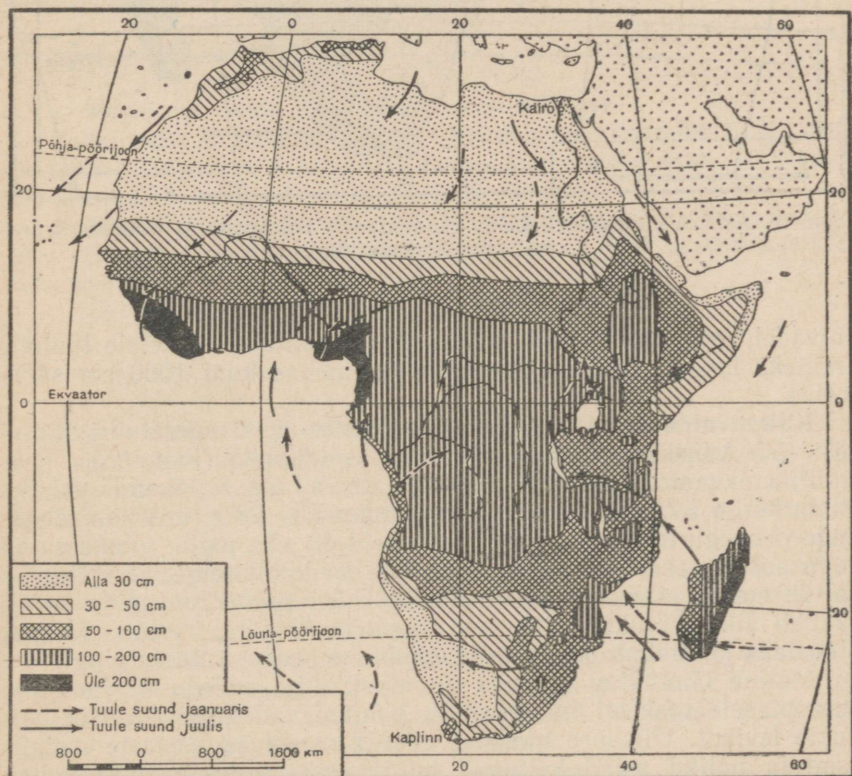 20 0 20 40 60
Kairo
Põhja-pöörijoon
20 20
Ekvaator
0 0
Alla 30 cm
30 - 50 cm
50 - 100 cm
100 - 200 cm
Üle 200 cm
Tuule suund jaanuaris
Tuule suund juulis
800 0 800 1600 км
Lõuna-pöörijoon
20
Kaplinn
20 40 60